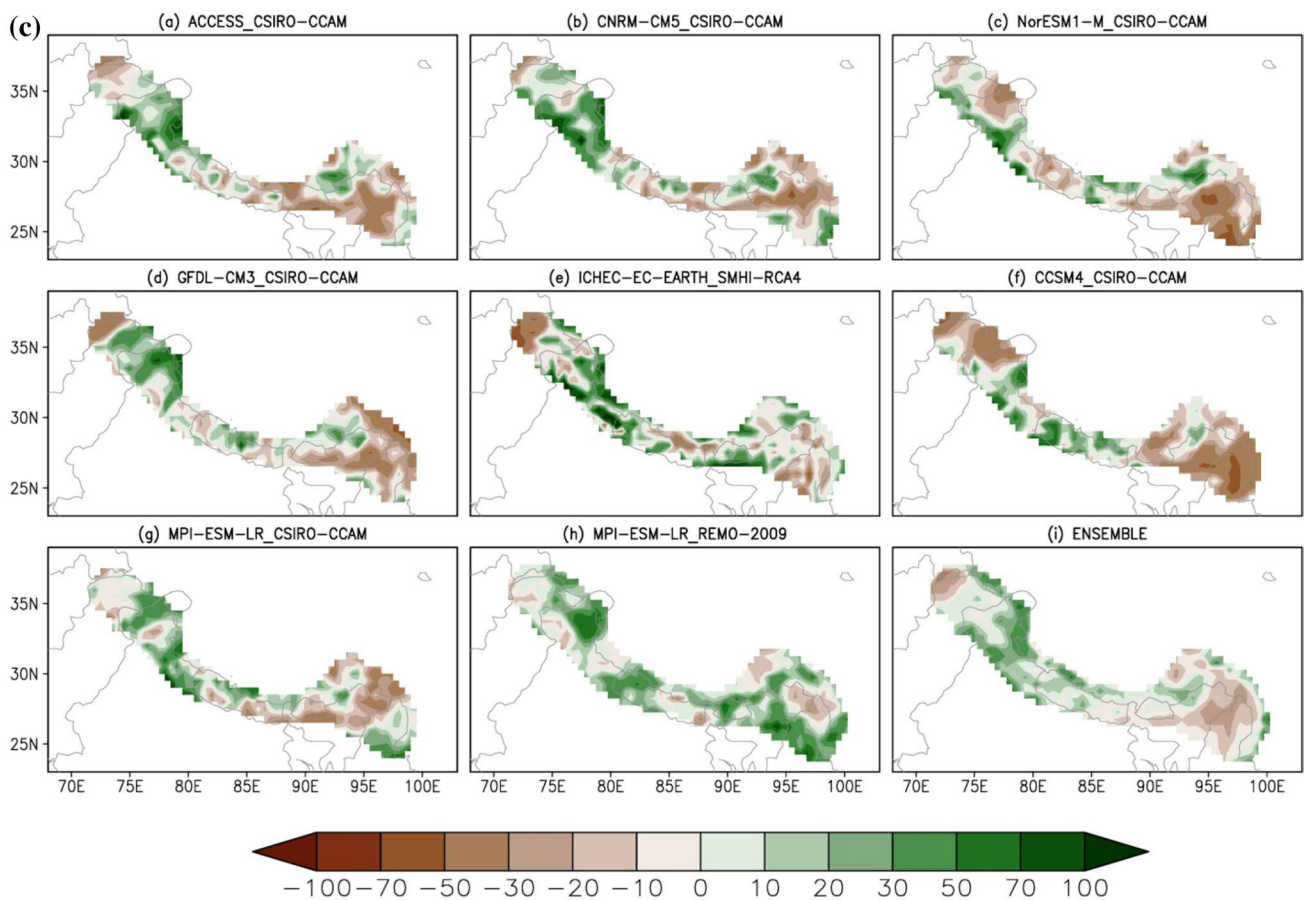 (c)
(a) ACCESS_CSIRO-CCAM
(b) CNRM-CM5_CSIRO-CCAM
(c) NorESM1-M_CSIRO-CCAM
35N
30N
25N
(d) GFDL-CM3_CSIRO-CCAM
(e) ICHEC-EC-EARTH_SMHI-RCA4
(f) CCSM4_CSIRO-CCAM
35N
30N
25N
(g) MPI-ESM-LR_CSIRO-CCAM
(h) MPI-ESM-LR_REMO-2009
(i) ENSEMBLE
35N
30N
25N
70E 75E 80E 85E 90E 95E 100E
70E 75E 80E 85E 90E 95E 100E
70E 75E 80E 85E 90E 95E 100E
-100 -70 -50 -30 -20 -10 0 10 20 30 50 70 100